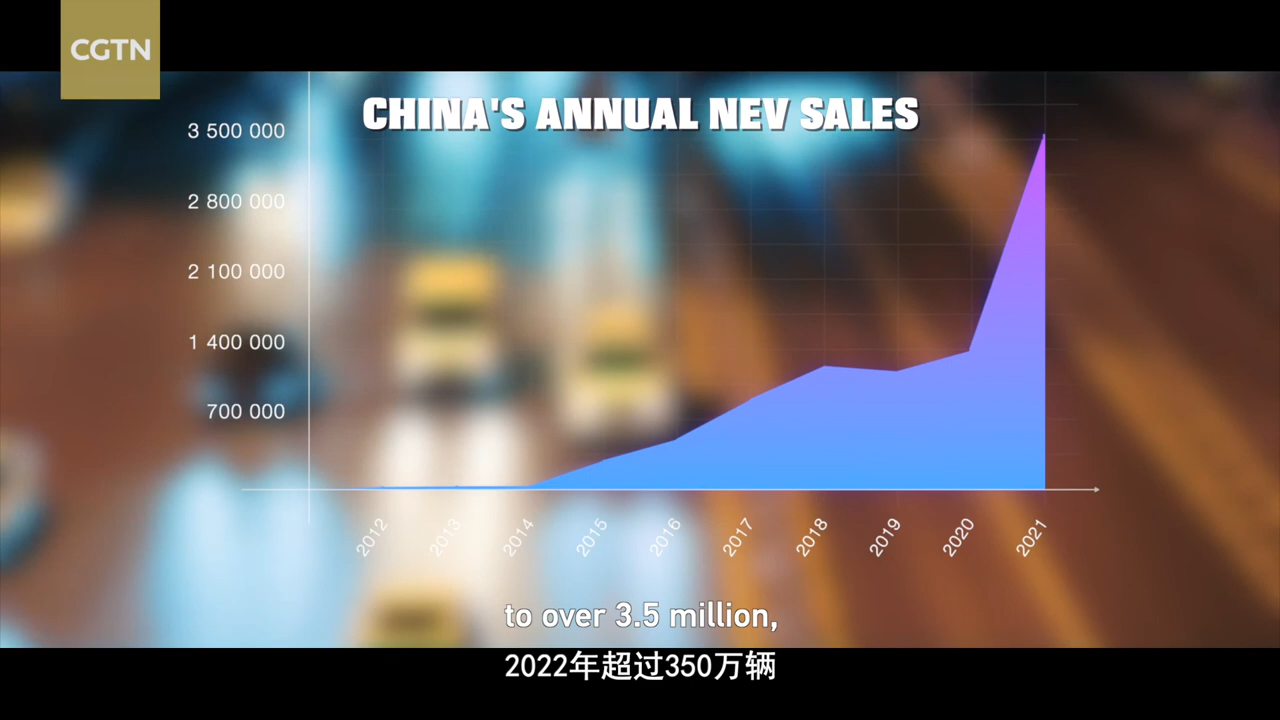 CGTN
CHINA'S ANNUAL NEV SALES
3 500 000
2 800 000
2 100 000
1 400 000
700 000
2012
2013
2014
2015
2016
2017
2018
2019
2020
2021
to over 3.5 million,
2022年超过350万辆